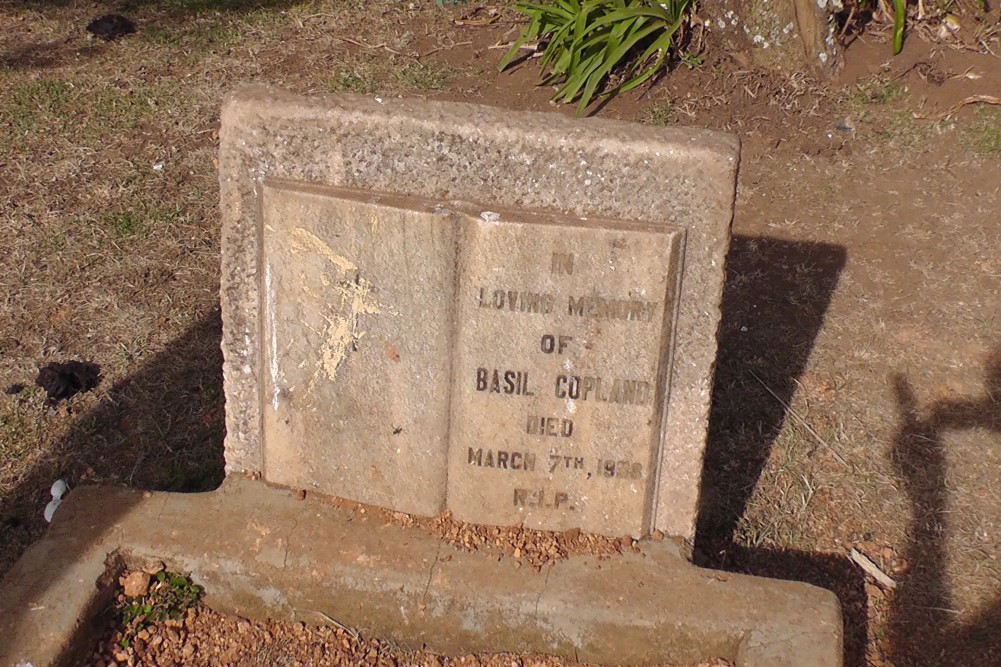 IN
LOVING MEMORY
OF
BASIL COPLAND
DIED
MARCH 7TH,
R.I.P.